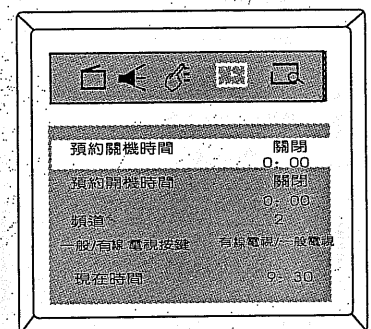 預約關機時間 關閉
0：00
預約開機時間 關閉
0：00
頻道 2
一般/有線電視按鍵 有線電視/一般電視
現在時間 9：30